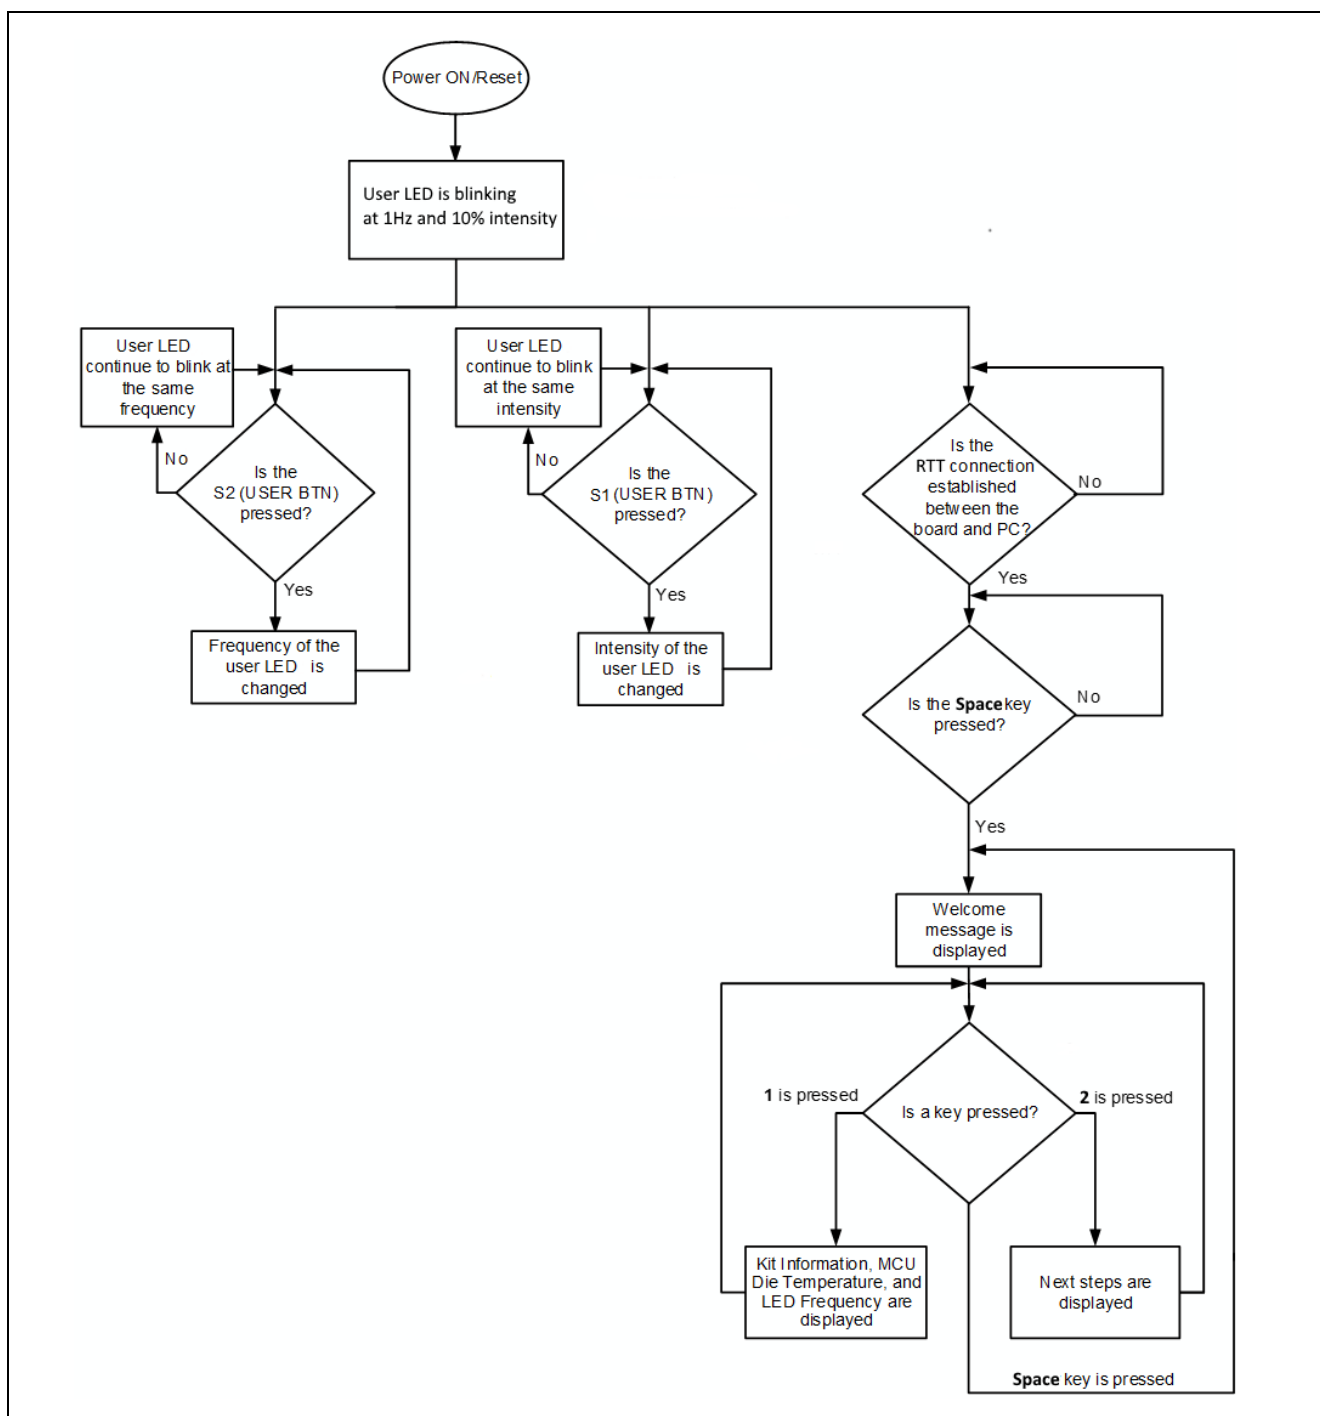 Power ON/Reset
User LED is blinking
at 1Hz and 10% intensity
User LED
continue to blink at
the same
frequency
No
Is the
S2 (USER BTN)
pressed?
Yes
Frequency of the
user LED is
changed
User LED
continue to blink
at the same
intensity
No
Is the
S1 (USER BTN)
pressed?
Yes
Intensity of the
user LED is
changed
Is the
RTT connection
established
between the
board and PC?
No
Yes
Is the Space key
pressed?
No
Yes
Welcome
message is
displayed
1 is pressed
Is a key pressed?
2 is pressed
Kit Information, MCU
Die Temperature, and
LED Frequency are
displayed
Next steps are
displayed
Space key is pressed